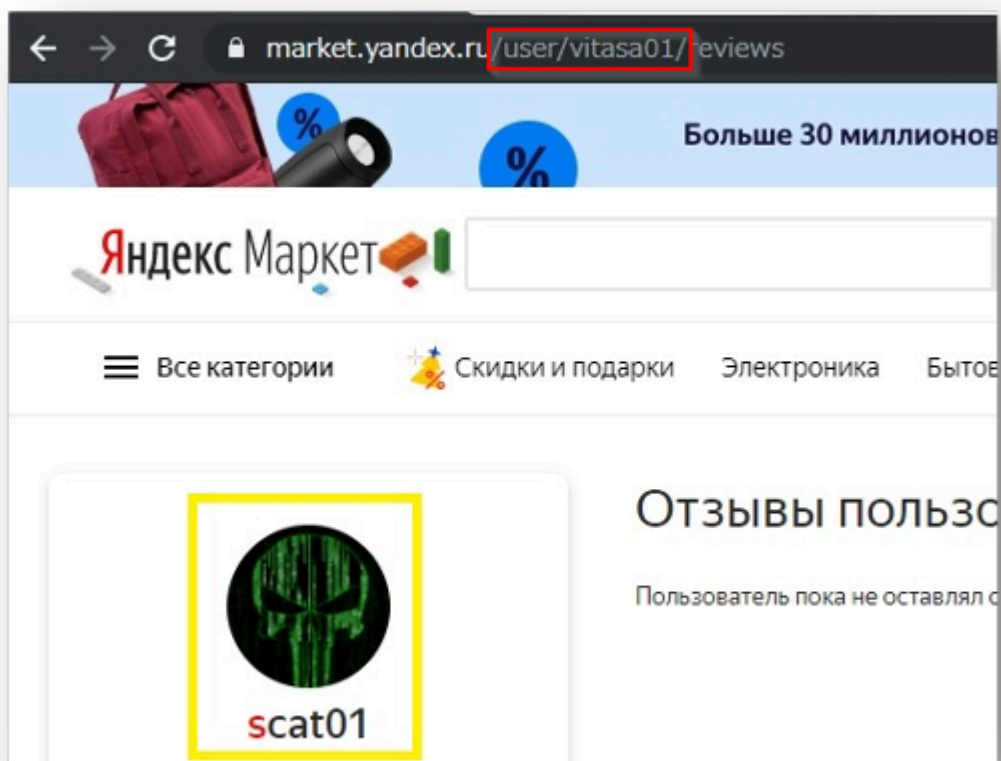 market.yandex.ru/user/vitasa01/reviews
%
%
Больше 30 миллионов
Яндекс Маркет
Все категории
%
Скидки и подарки
Электроника
Бытов
Отзывы пользо
Пользователь пока не оставлял о
scat01